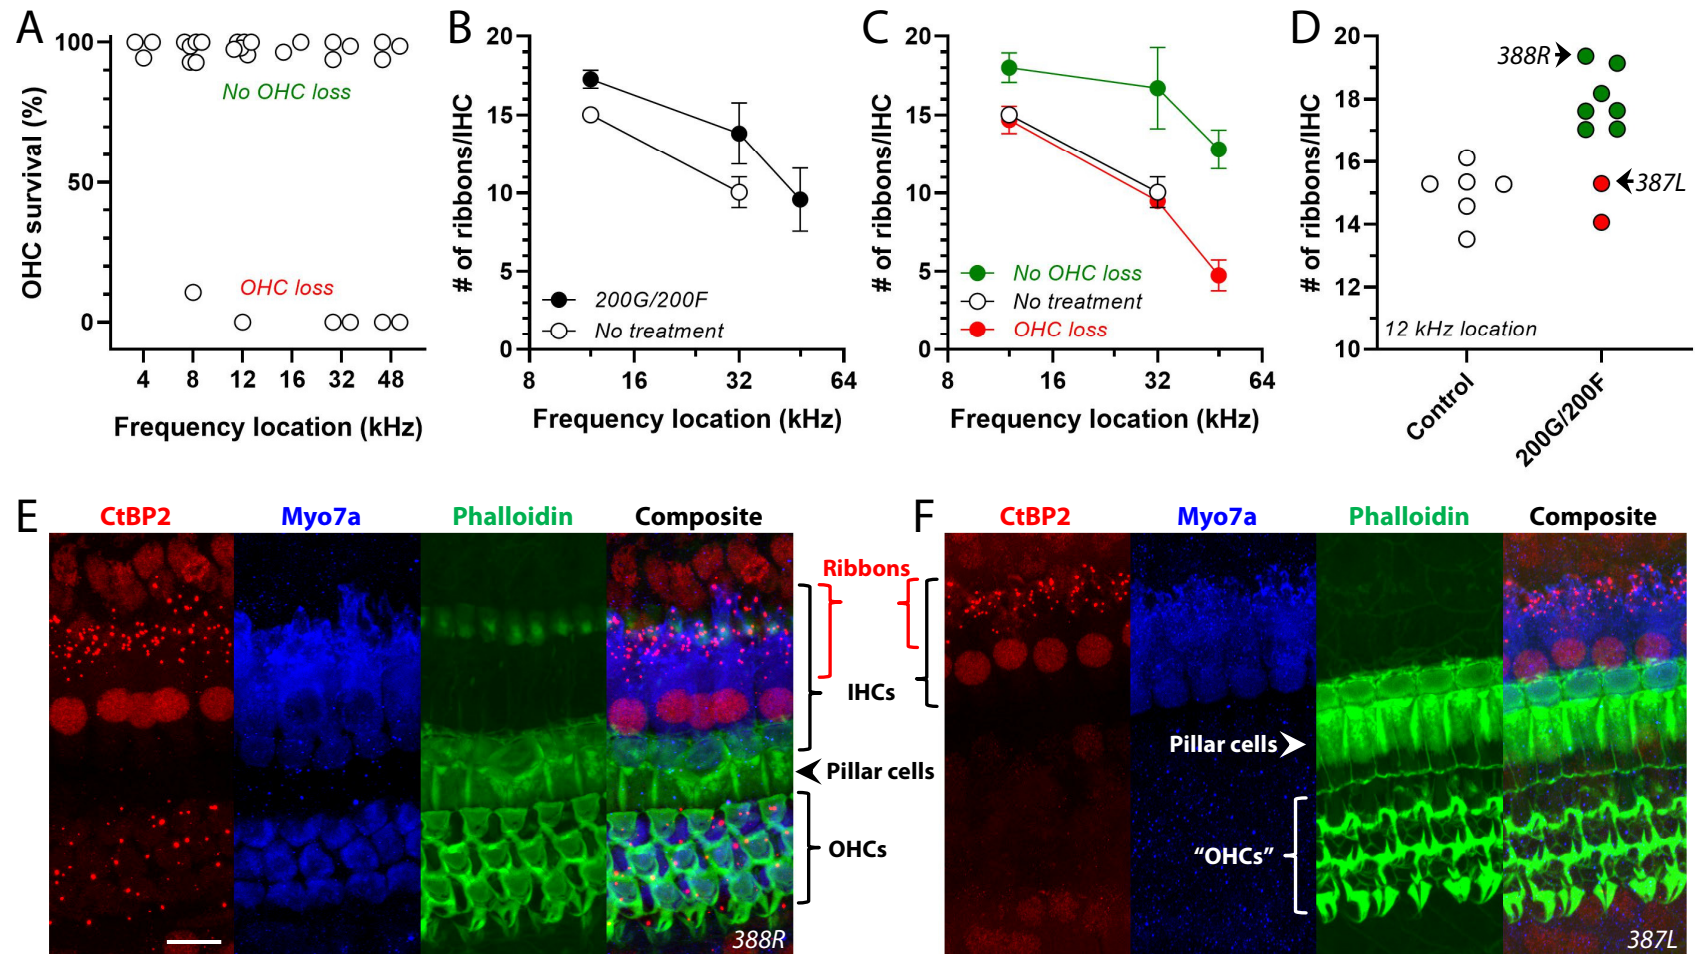 A
100
50
0
OHC survival (%)
No OHC loss
OHC loss
4 8 12 16 32 48
Frequency location (kHz)
B
20
15
10
5
0
# of ribbons/IHC
200G/200F
No treatment
8 16 32 64
Frequency location (kHz)
C
20
15
10
5
0
# of ribbons/IHC
No OHC loss
No treatment
OHC loss
8 16 32 64
Frequency location (kHz)
D
20
18
16
14
12
10
# of ribbons/IHC
388R
387L
12 kHz location
Control
200G/200F
E
CtBP2 Myo7a Phalloidin Composite
Ribbons
IHCs
Pillar cells
OHCs
388R
F
CtBP2 Myo7a Phalloidin Composite
Pillar cells
“OHCs”
387L